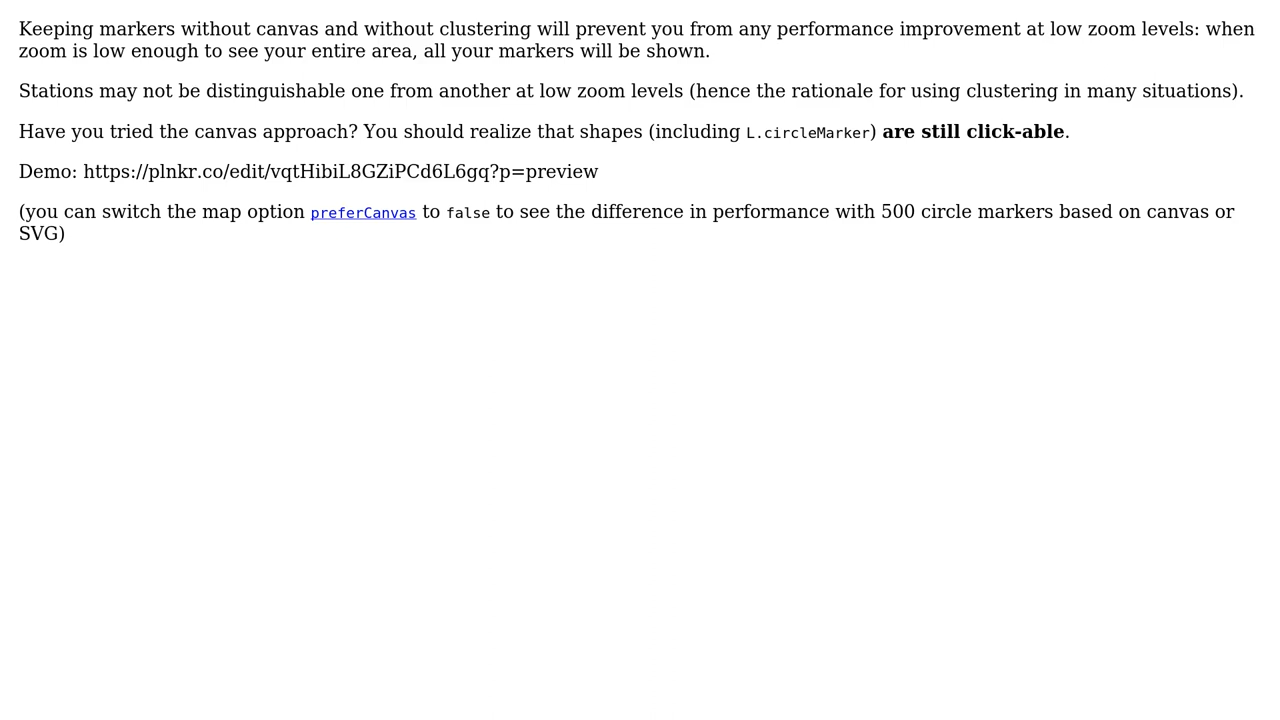 Keeping markers without canvas and without clustering will prevent you from any performance improvement at low zoom levels: when
zoom is low enough to see your entire area, all your markers will be shown.
Stations may not be distinguishable one from another at low zoom levels (hence the rationale for using clustering in many situations).
Have you tried the canvas approach? You should realize that shapes (including L.circleMarker) are still click-able.
Demo: https://plnkr.co/edit/vqtHibiL8GZiPCd6L6gq?p=preview
(you can switch the map option preferCanvas to false to see the difference in performance with 500 circle markers based on canvas or
SVG)